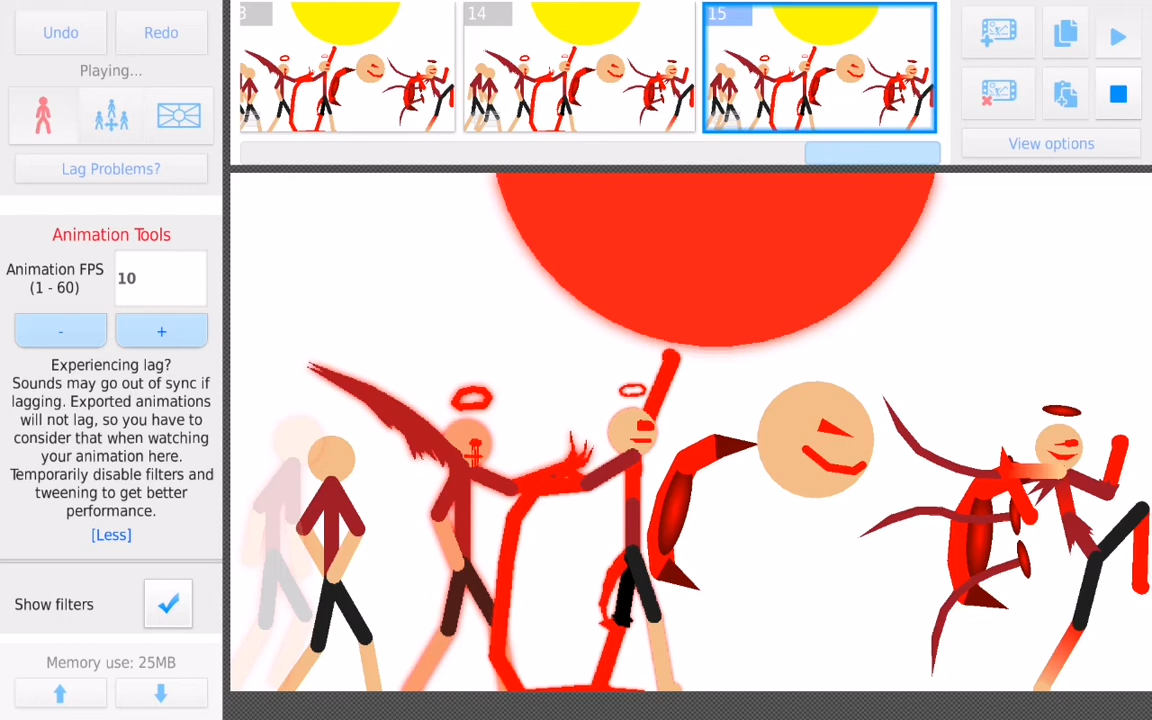 Undo
Redo
Playing...
Lag Problems?
Animation Tools
Animation FPS
(1 - 60)
10
-
+
Experiencing lag?
Sounds may go out of sync if
lagging. Exported animations
will not lag, so you have to
consider that when watching
your animation here.
Temporarily disable filters and
tweening to get better
performance.
[Less]
Show filters
Memory use: 25MB
3
14
15
View options